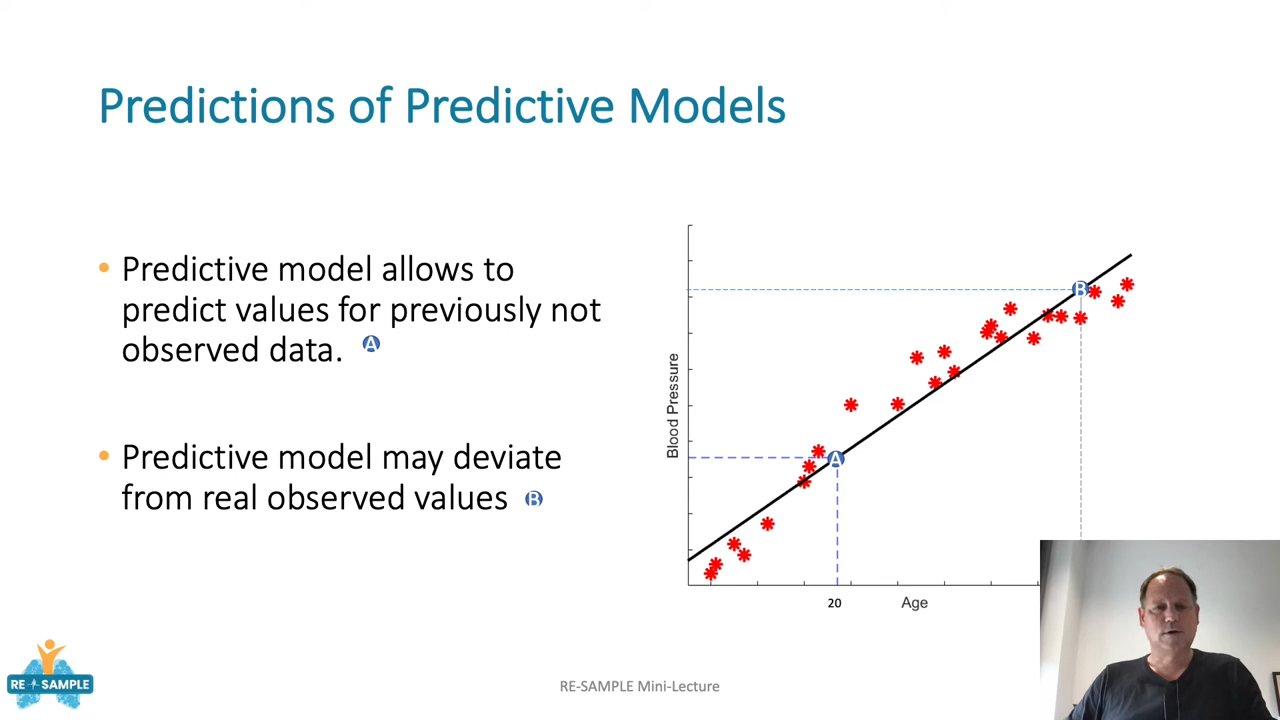 Predictions of Predictive Models
• Predictive model allows to
predict values for previously not
observed data. A
• Predictive model may deviate
from real observed values B
Blood Pressure
A
B
20
Age
RE SAMPLE
RE-SAMPLE Mini-Lecture